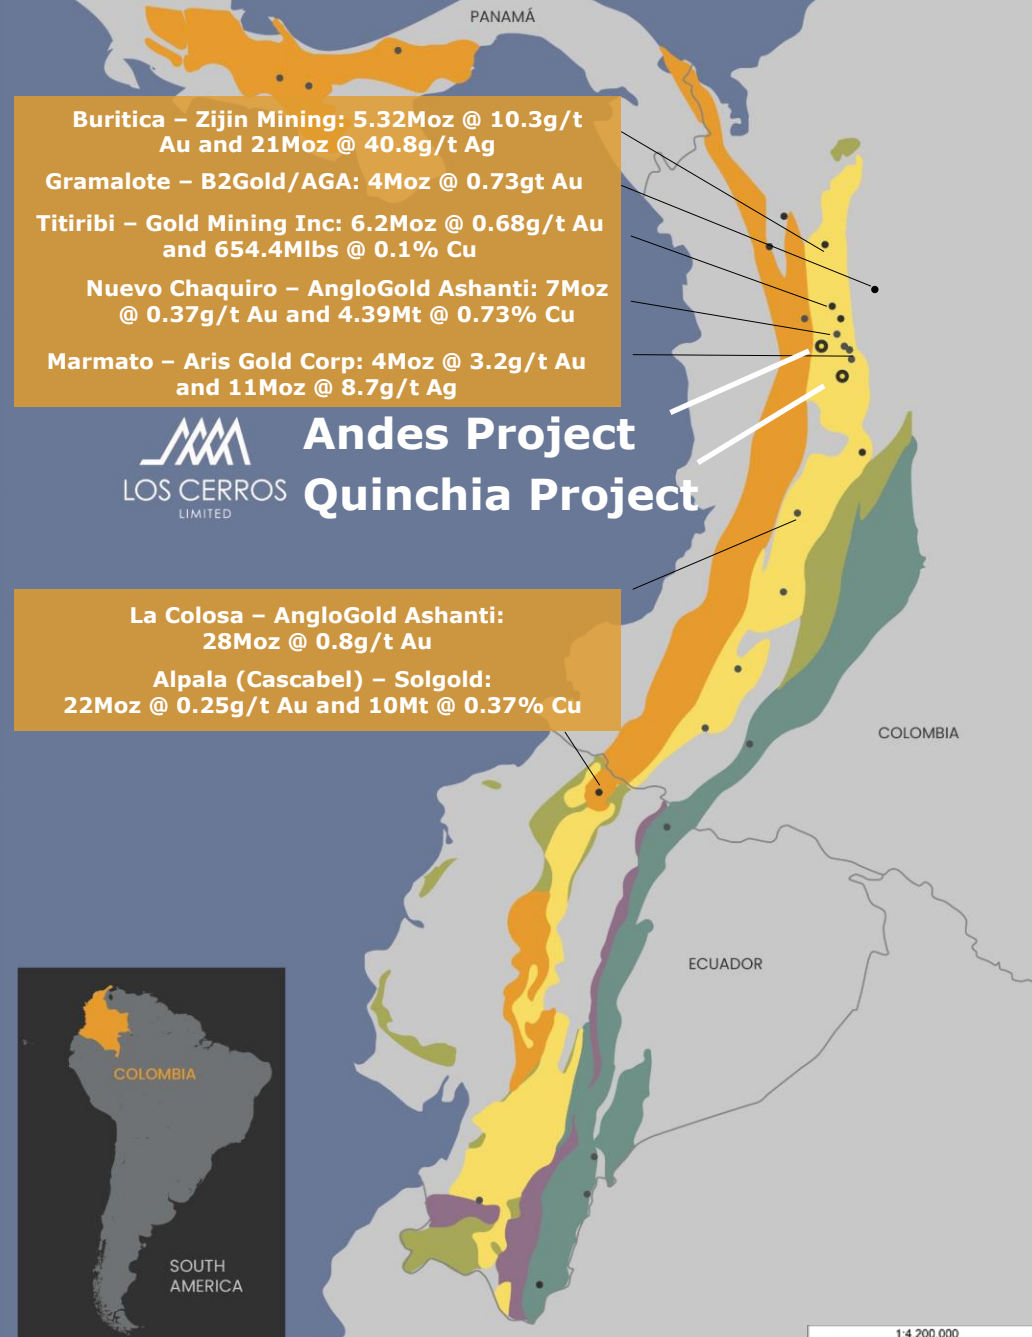 PANAMÁ
Buritica – Zijin Mining: 5.32Moz @ 10.3g/t
Au and 21Moz @ 40.8g/t Ag
Gramalote – B2Gold/AGA: 4Moz @ 0.73gt Au
Titiribi – Gold Mining Inc: 6.2Moz @ 0.68g/t Au
and 654.4Mlbs @ 0.1% Cu
Nuevo Chaquiro – AngloGold Ashanti: 7Moz
@ 0.37g/t Au and 4.39Mt @ 0.73% Cu
Marmato – Aris Gold Corp: 4Moz @ 3.2g/t Au
and 11Moz @ 8.7g/t Ag
LOS CERROS
LIMITED
Andes Project
Quinchia Project
La Colosa – AngloGold Ashanti:
28Moz @ 0.8g/t Au
Alpala (Cascabel) – Solgold:
22Moz @ 0.25g/t Au and 10Mt @ 0.37% Cu
COLOMBIA
ECUADOR
COLOMBIA
SOUTH
AMERICA
1:4,200,000